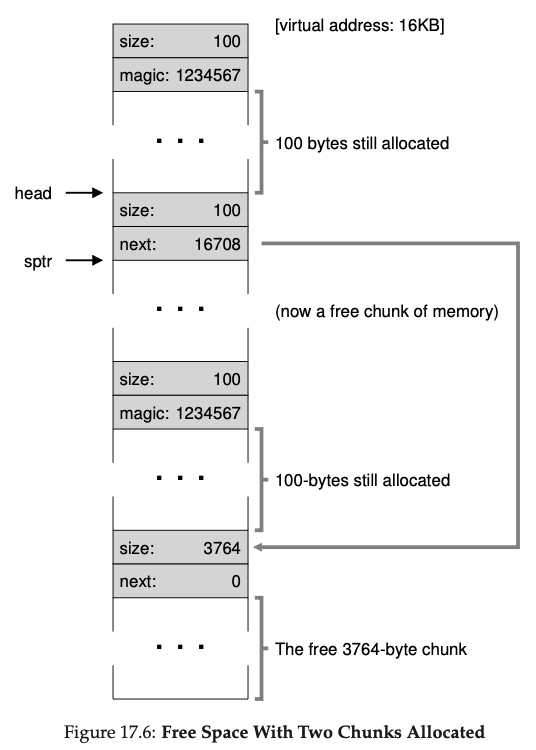 [virtual address: 16KB]
size: 100
magic: 1234567
. . .
100 bytes still allocated
head
size: 100
next: 16708
sptr
. . .
(now a free chunk of memory)
size: 100
magic: 1234567
. . .
100-bytes still allocated
size: 3764
next: 0
. . .
The free 3764-byte chunk
Figure 17.6: Free Space With Two Chunks Allocated